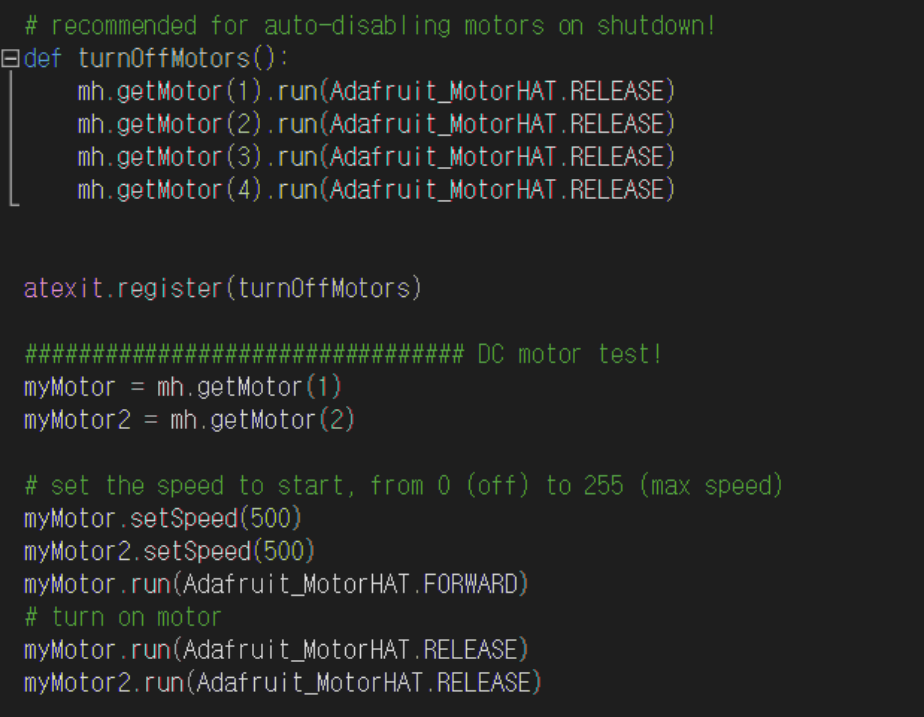 # recommended for auto-disabling motors on shutdown!
def turnOffMotors():
    mh.getMotor(1).run(Adafruit_MotorHAT.RELEASE)
    mh.getMotor(2).run(Adafruit_MotorHAT.RELEASE)
    mh.getMotor(3).run(Adafruit_MotorHAT.RELEASE)
    mh.getMotor(4).run(Adafruit_MotorHAT.RELEASE)
atexit.register(turnOffMotors)
################################# DC motor test!
myMotor = mh.getMotor(1)
myMotor2 = mh.getMotor(2)
# set the speed to start, from 0 (off) to 255 (max speed)
myMotor.setSpeed(500)
myMotor2.setSpeed(500)
myMotor.run(Adafruit_MotorHAT.FORWARD)
# turn on motor
myMotor.run(Adafruit_MotorHAT.RELEASE)
myMotor2.run(Adafruit_MotorHAT.RELEASE)